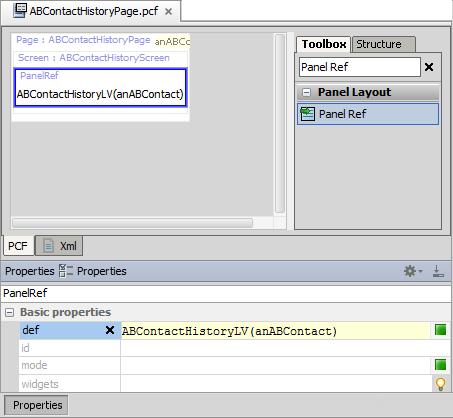 ABContactHistoryPage.pcf
Page : ABContactHistoryPage anABCo
Screen : ABContactHistoryScreen
PanelRef
ABContactHistoryLV(anABContact)
Toolbox Structure
Panel Ref
Panel Layout
Panel Ref
PCF Xml
Properties Properties
PanelRef
Basic properties
def ABContactHistoryLV(anABContact)
id
mode
widgets
Properties